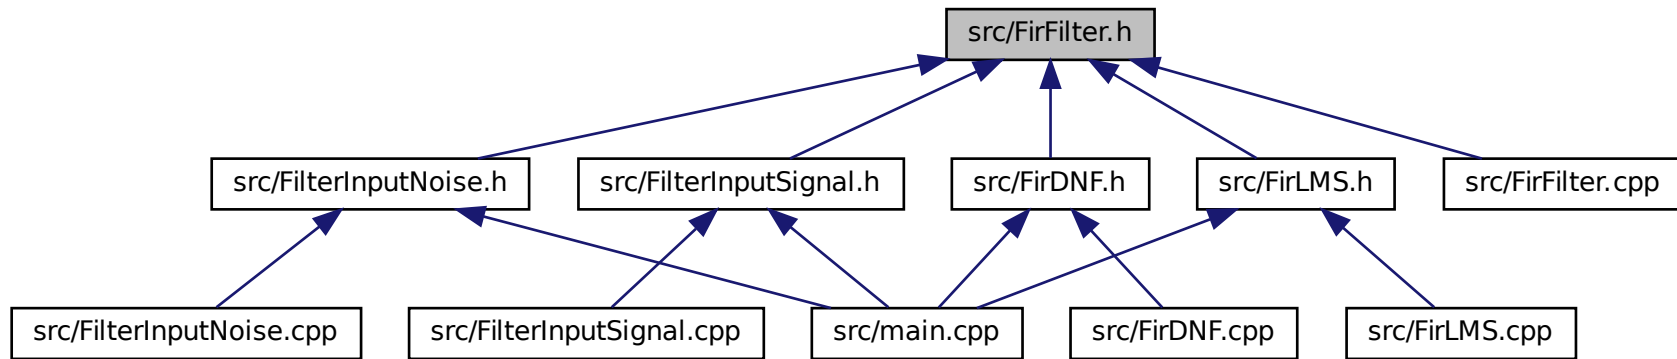 src/FirFilter.h
src/FilterInputNoise.h
src/FilterInputSignal.h
src/FirDNF.h
src/FirLMS.h
src/FirFilter.cpp
src/FilterInputNoise.cpp
src/FilterInputSignal.cpp
src/main.cpp
src/FirDNF.cpp
src/FirLMS.cpp